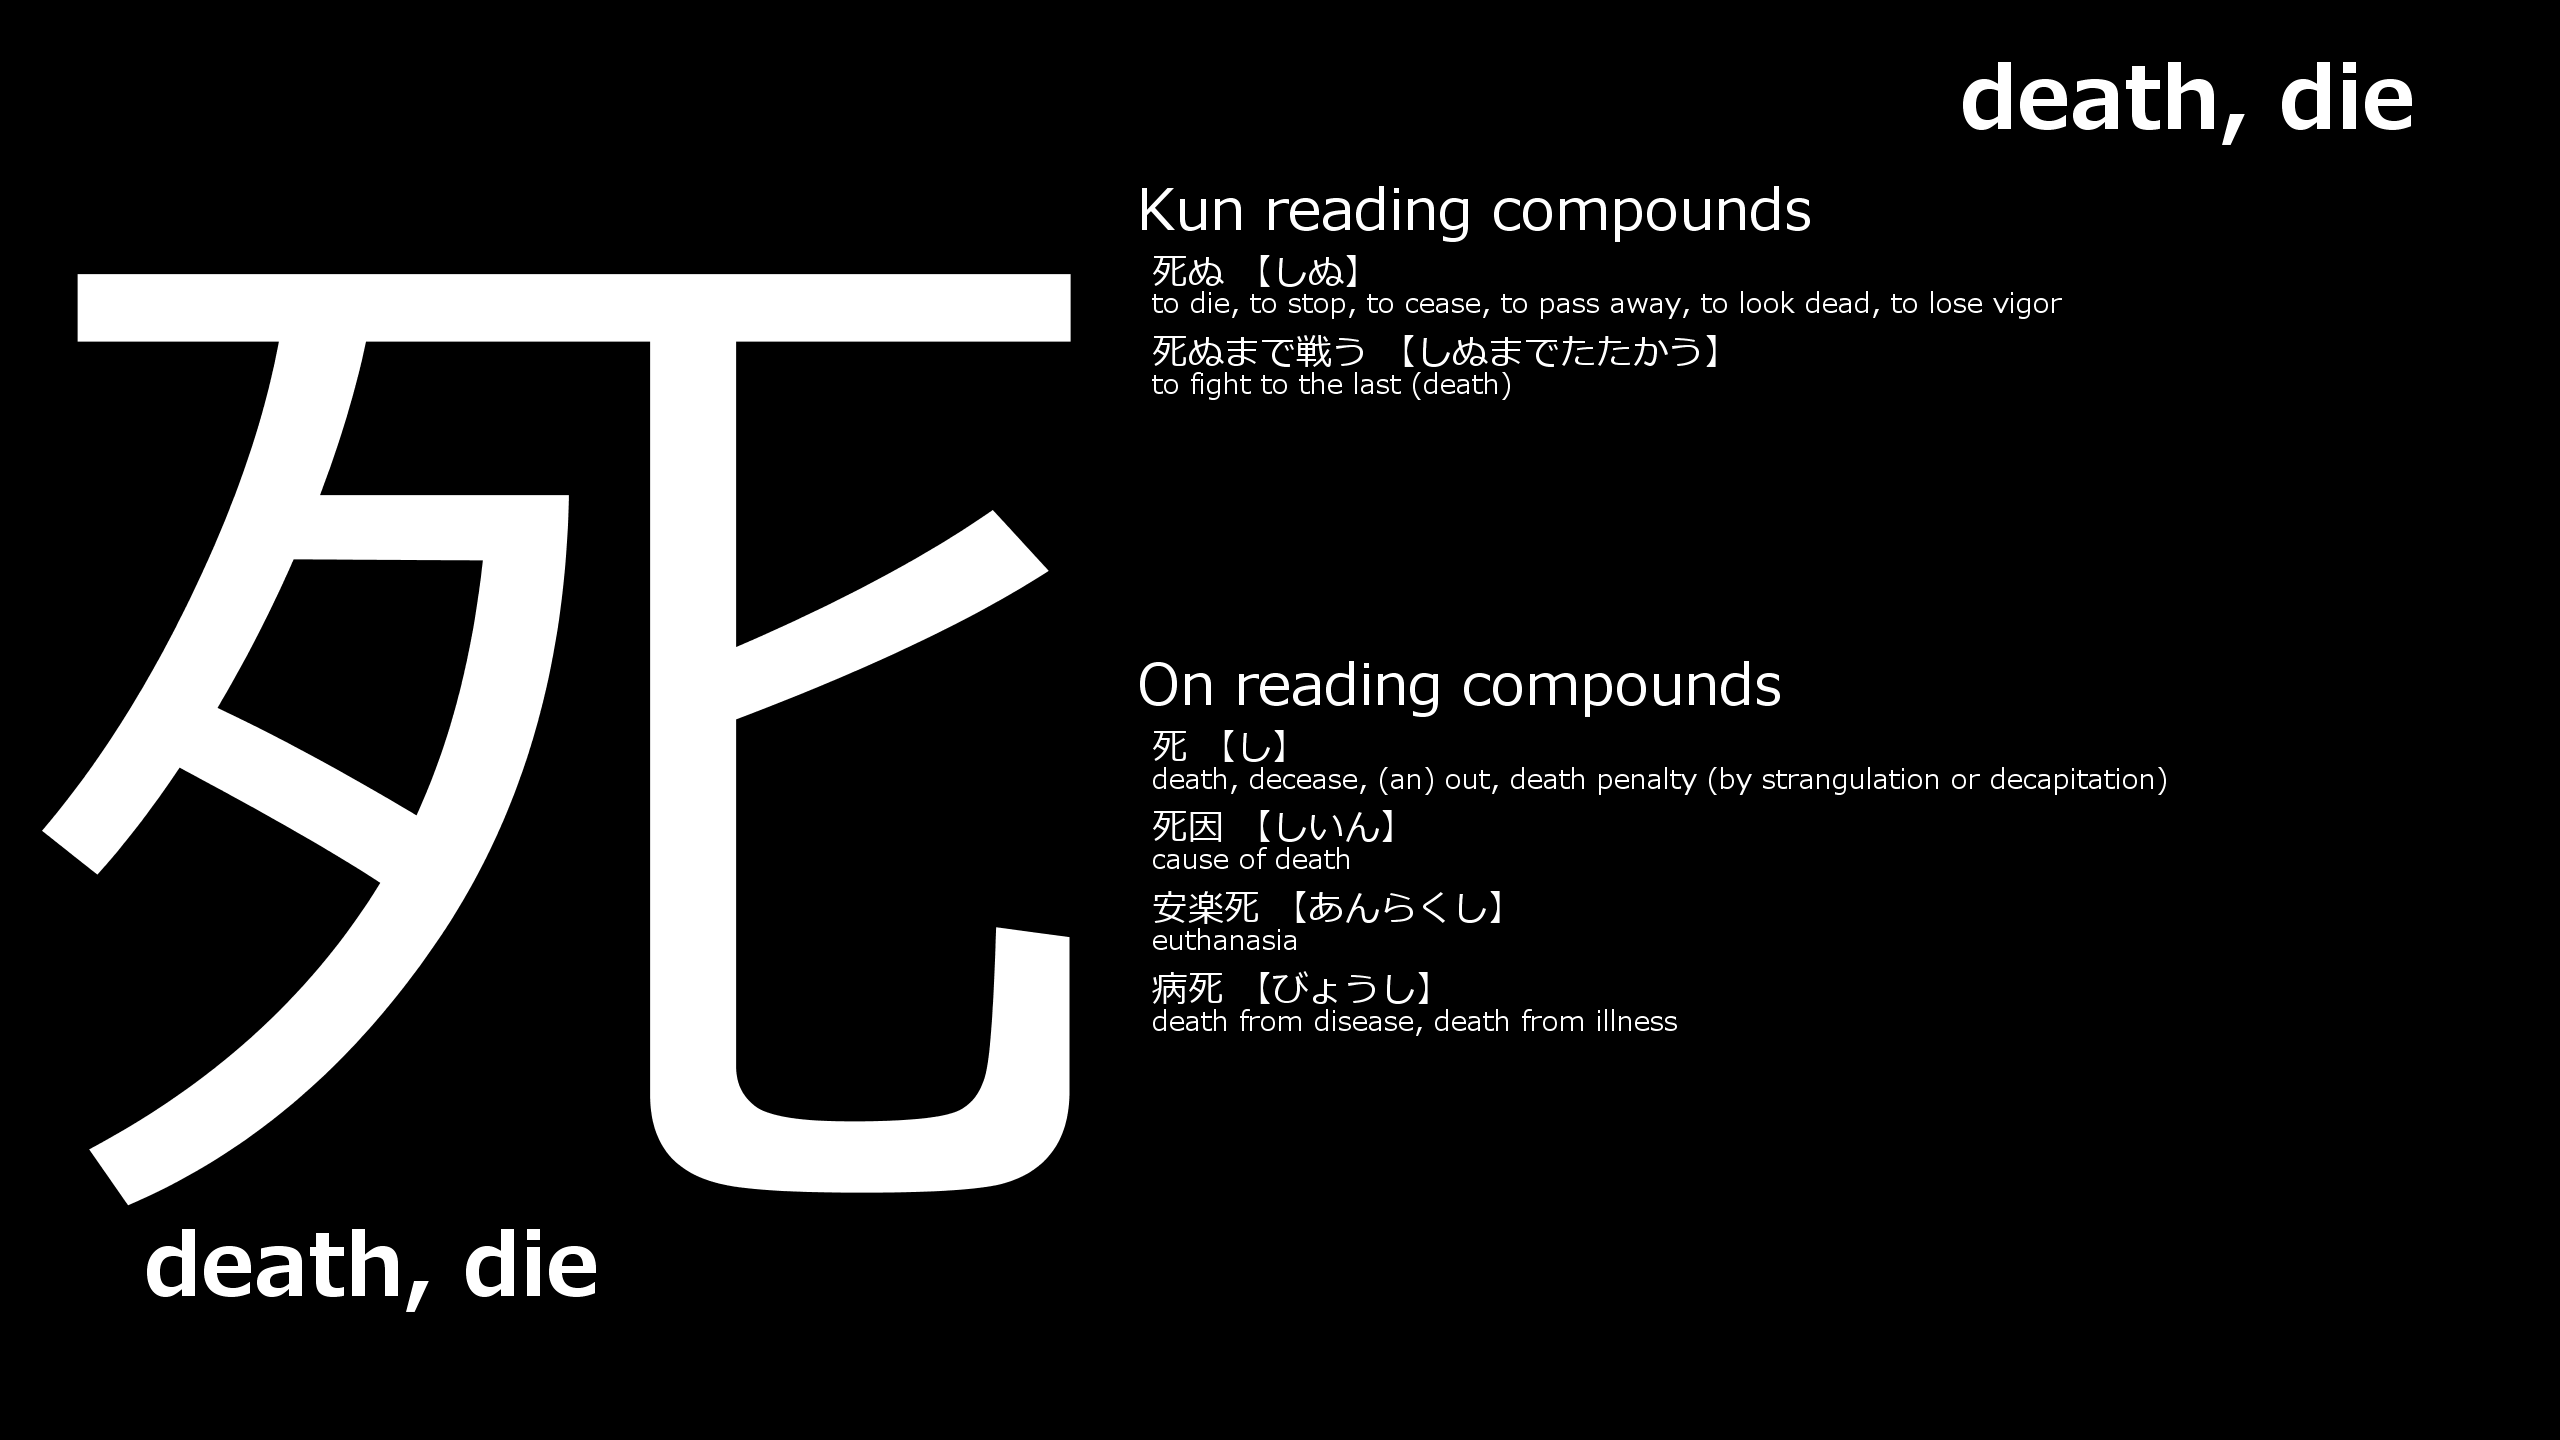 death, die
死
Kun reading compounds
死ぬ 【しぬ】
to die, to stop, to cease, to pass away, to look dead, to lose vigor
死ぬまで戦う 【しぬまでたたかう】
to fight to the last (death)
On reading compounds
死 【し】
death, decease, (an) out, death penalty (by strangulation or decapitation)
死因 【しいん】
cause of death
安楽死 【あんらくし】
euthanasia
病死 【びょうし】
death from disease, death from illness
death, die